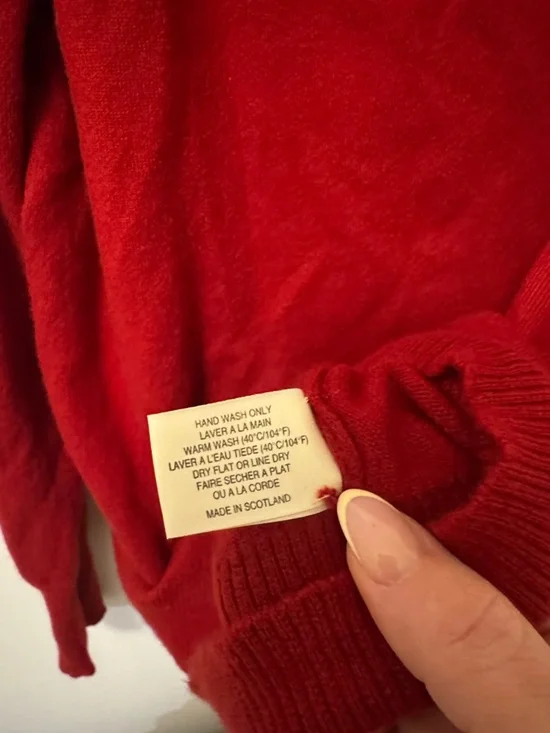 HAND WASH ONLY
LAVER A LA MAIN
WARM WASH (40°C/104°F)
LAVER A L'EAU TIEDE (40°C/104°F)
DRY FLAT OR LINE DRY
FAIRE SECHER A PLAT
OU A LA CORDE
MADE IN SCOTLAND